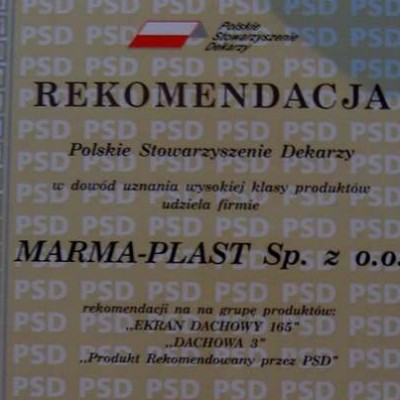 Polskie
Stowarzyszenie
Dekarzy
REKOMENDACJA
Polskie Stowarzyszenie Dekarzy
w dowód uznania wysokiej klasy produktów
udziela firmie
MARMA-PLAST Sp. z o.o.
rekomendacji na na grupę produktów:
„EKRAN DACHOWY 165"
„DACHOWA 3"
„Produkt Rekomendowany przez PSD"